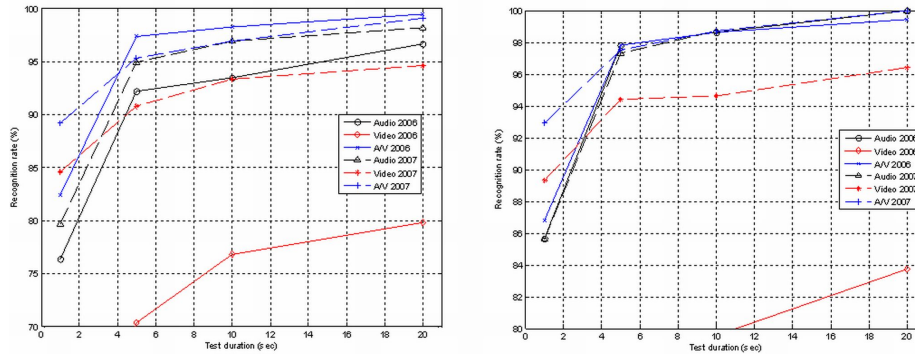 100
95
90
85
80
75
70
Recognition rate (%)
0 2 4 6 8 10 12 14 16 18 20
Test duration (sec)
Audio 2006
Video 2006
A/V 2006
Audio 2007
Video 2007
A/V 2007
100
98
96
94
92
90
88
86
84
82
80
Recognition rate (%)
0 2 4 6 8 10 12 14 16 18 20
Test duration (sec)
Audio 2006
Video 2006
A/V 2006
Audio 2007
Video 2007
A/V 2007